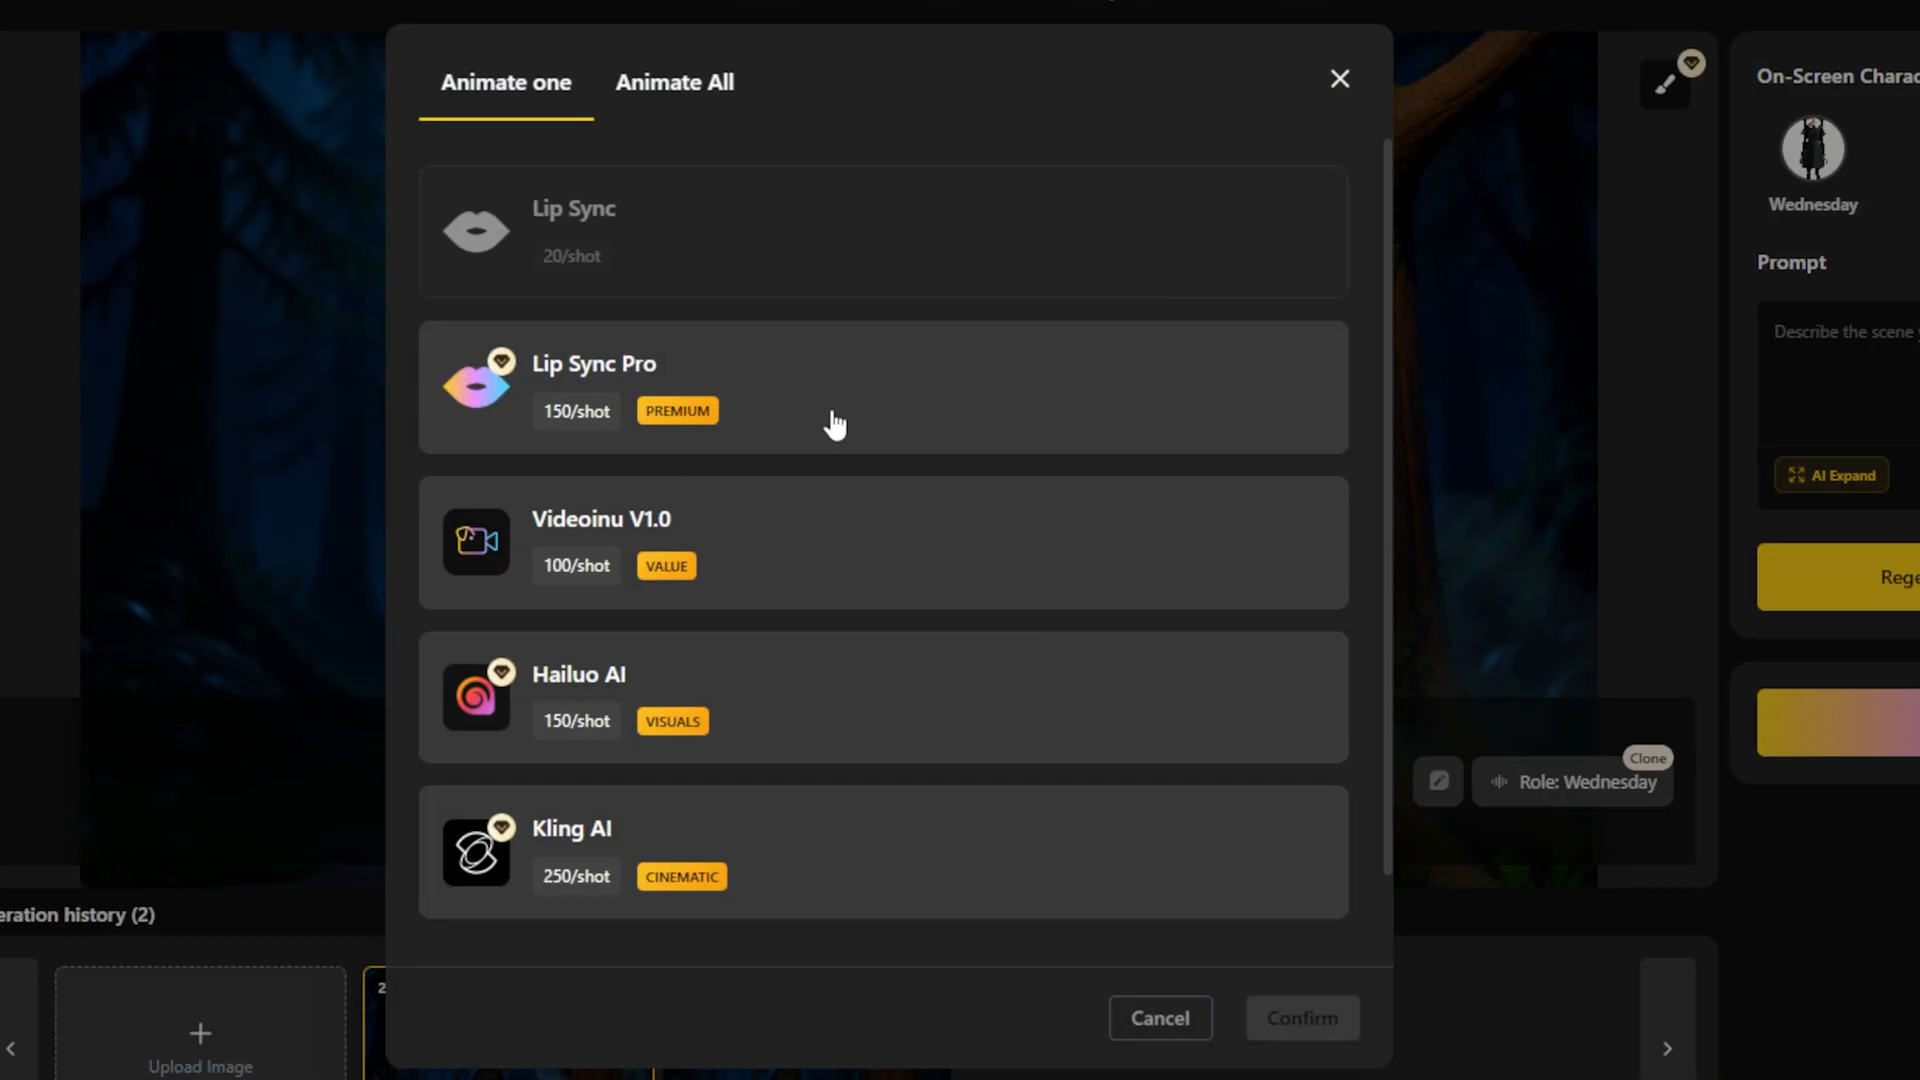 Animate one
Animate All
Lip Sync
20/shot
Lip Sync Pro
150/shot
PREMIUM
Videoinu V1.0
100/shot
VALUE
Hailuo AI
150/shot
VISUALS
Kling AI
250/shot
CINEMATIC
Cancel
Confirm
On-Screen Charac
Wednesday
Prompt
Describe the scene y
AI Expand
Rege
Clone
Role: Wednesday
eration history (2)
2
Upload Image